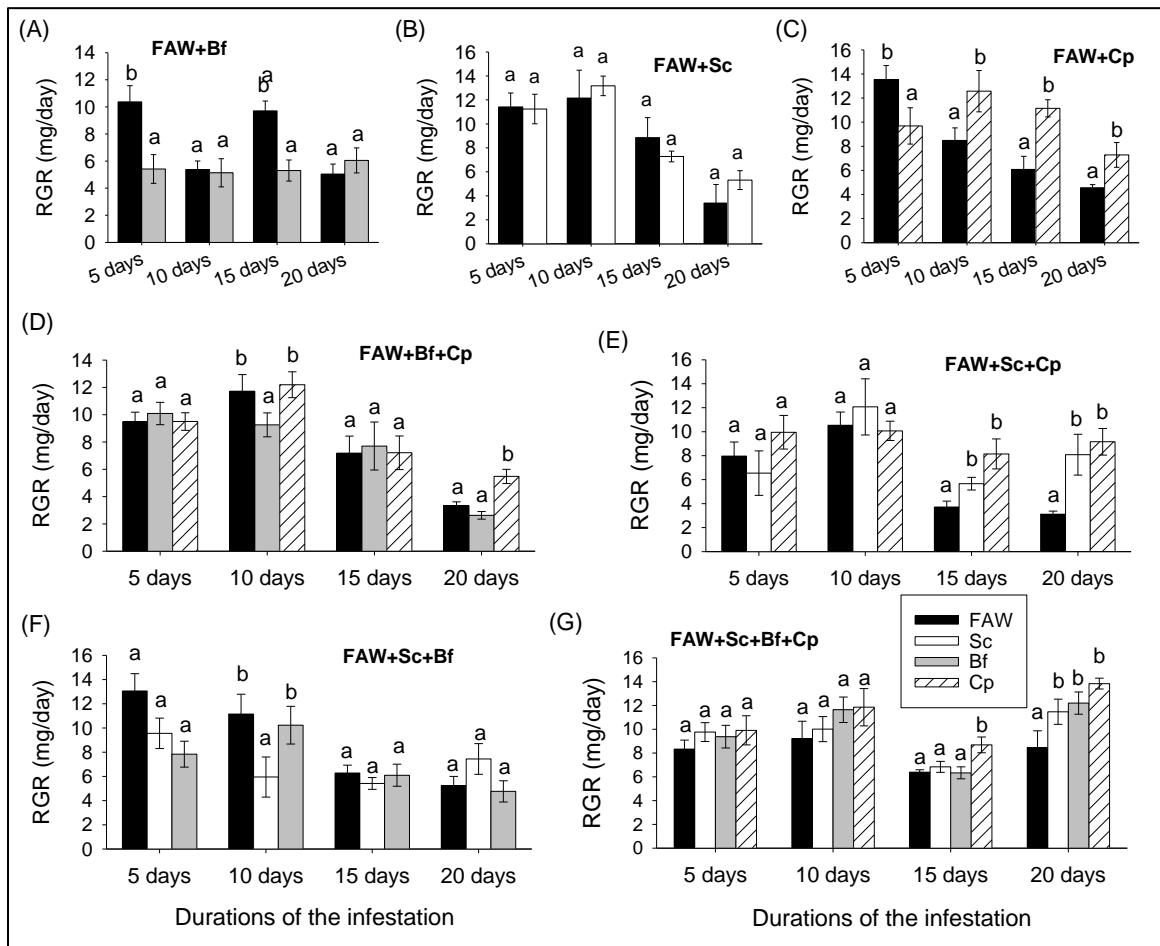 (A)
FAW+Bf
RGR (mg/day)
14
12
10
8
6
4
2
0
b a a a b a a a a
5 days 10 days 15 days 20 days
(B)
FAW+Sc
RGR (mg/day)
16
14
12
10
8
6
4
2
0
a a a a a a a a
5 days 10 days 15 days 20 days
(C)
FAW+Cp
RGR (mg/day)
16
14
12
10
8
6
4
2
0
b a a b a b a b
5 days 10 days 15 days 20 days
(D)
FAW+Bf+Cp
RGR (mg/day)
14
12
10
8
6
4
2
0
a a a b a b a a a a a b
5 days 10 days 15 days 20 days
(E)
FAW+Sc+Cp
RGR (mg/day)
16
14
12
10
8
6
4
2
0
a a a a a a a b b a b b
5 days 10 days 15 days 20 days
(F)
FAW+Sc+Bf
RGR (mg/day)
16
14
12
10
8
6
4
2
0
a a a b a b a a a a a a
5 days 10 days 15 days 20 days
Durations of the infestation
(G)
FAW+Sc+Bf+Cp
RGR (mg/day)
16
14
12
10
8
6
4
2
0
a a a a a a a a a a a b a b b b
5 days 10 days 15 days 20 days
Durations of the infestation
FAW
Sc
Bf
Cp